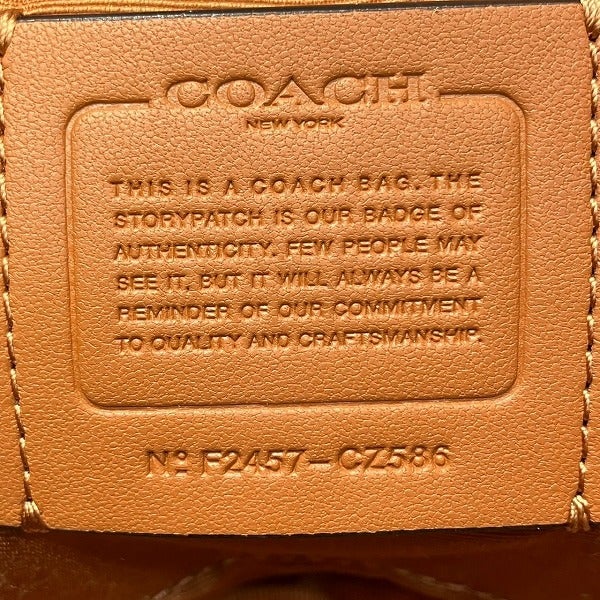 COACH
NEW YORK
THIS IS A COACH BAG. THE
STORYPATCH IS OUR BADGE OF
AUTHENTICITY. FEW PEOPLE MAY
SEE IT, BUT IT WILL ALWAYS BE A
REMINDER OF OUR COMMITMENT
TO QUALITY AND CRAFTSMANSHIP.
Nº F2457-CZ586